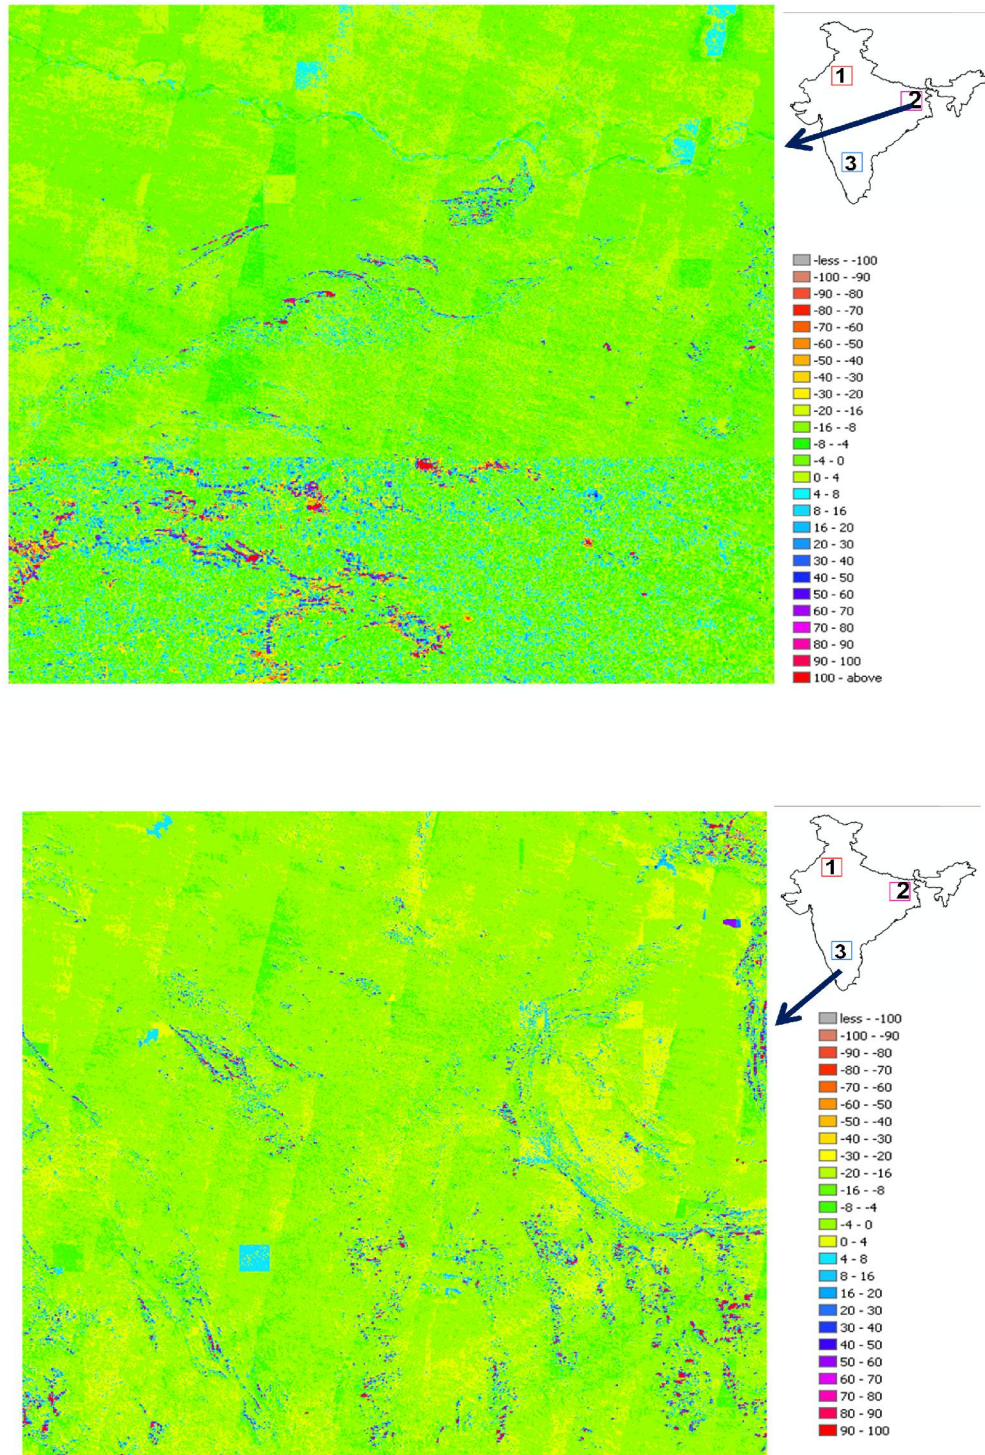 1
2
3
-less - -100
-100 - -90
-90 - -80
-80 - -70
-70 - -60
-60 - -50
-50 - -40
-40 - -30
-30 - -20
-20 - -16
-16 - -8
-8 - -4
-4 - 0
0 - 4
4 - 8
8 - 16
16 - 20
20 - 30
30 - 40
40 - 50
50 - 60
60 - 70
70 - 80
80 - 90
90 - 100
100 - above
1
2
3
less - -100
-100 - -90
-90 - -80
-80 - -70
-70 - -60
-60 - -50
-50 - -40
-40 - -30
-30 - -20
-20 - -16
-16 - -8
-8 - -4
-4 - 0
0 - 4
4 - 8
8 - 16
16 - 20
20 - 30
30 - 40
40 - 50
50 - 60
60 - 70
70 - 80
80 - 90
90 - 100